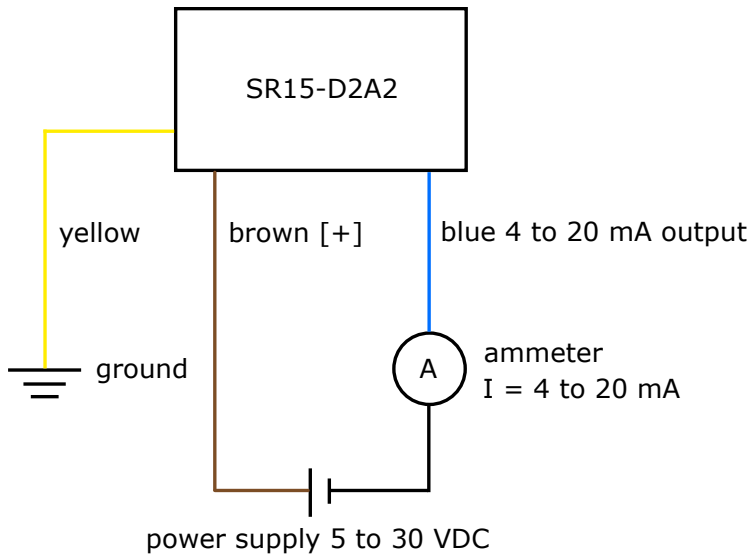 SR15-D2A2
yellow
brown [+]
blue 4 to 20 mA output
ground
A
ammeter
I = 4 to 20 mA
power supply 5 to 30 VDC